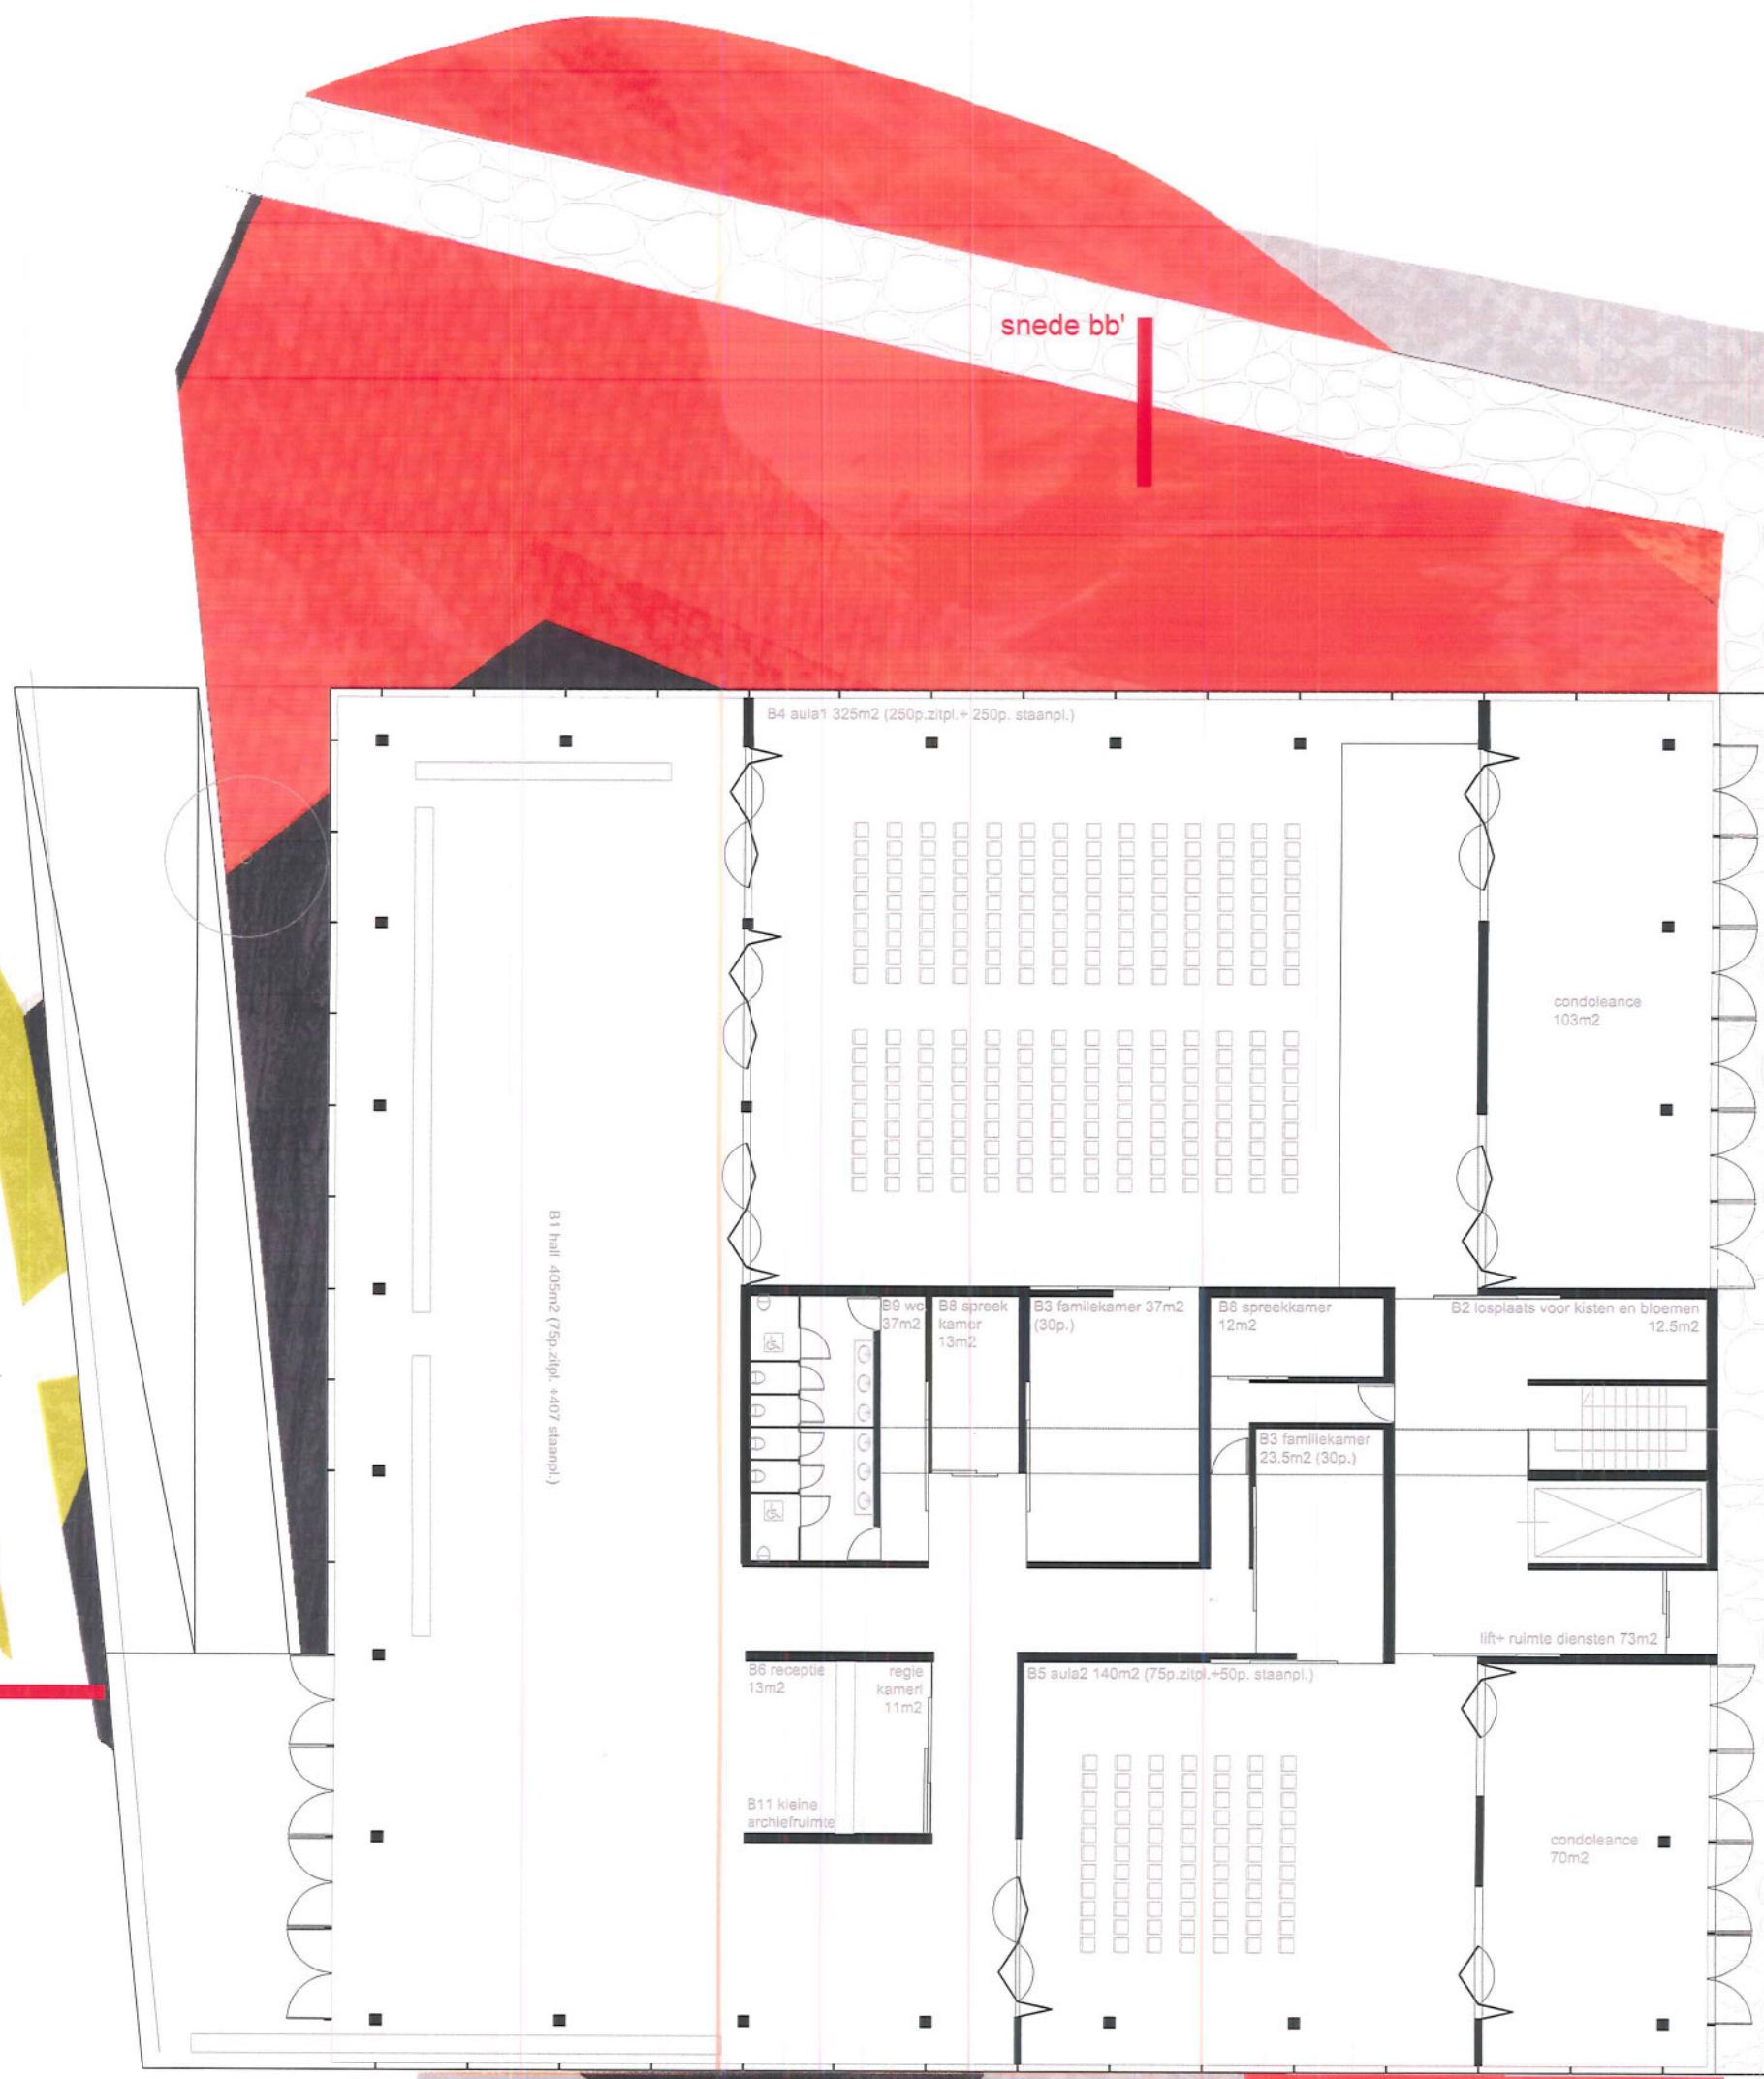 snede bb'
B4 aula1 325m2 (250p.zitpl.+ 250p. staanpl.)
condoleance
103m2
B1 hall 405m2 (75p.zitpl. +407 staanpl.)
B9 wc
37m2
B8 spreek
kamer
13m2
B3 familekamer 37m2
(30p.)
B8 spreekkamer
12m2
B2 losplaats voor kisten en bloemen
12.5m2
B3 familiekamer
23.5m2 (30p.)
lift+ ruimte diensten 73m2
B6 receptie
13m2
regie
kamerl
11m2
B5 aula2 140m2 (75p.zitpl.+50p. staanpl.)
B11 kleine
archiefruimte
condoleance
70m2